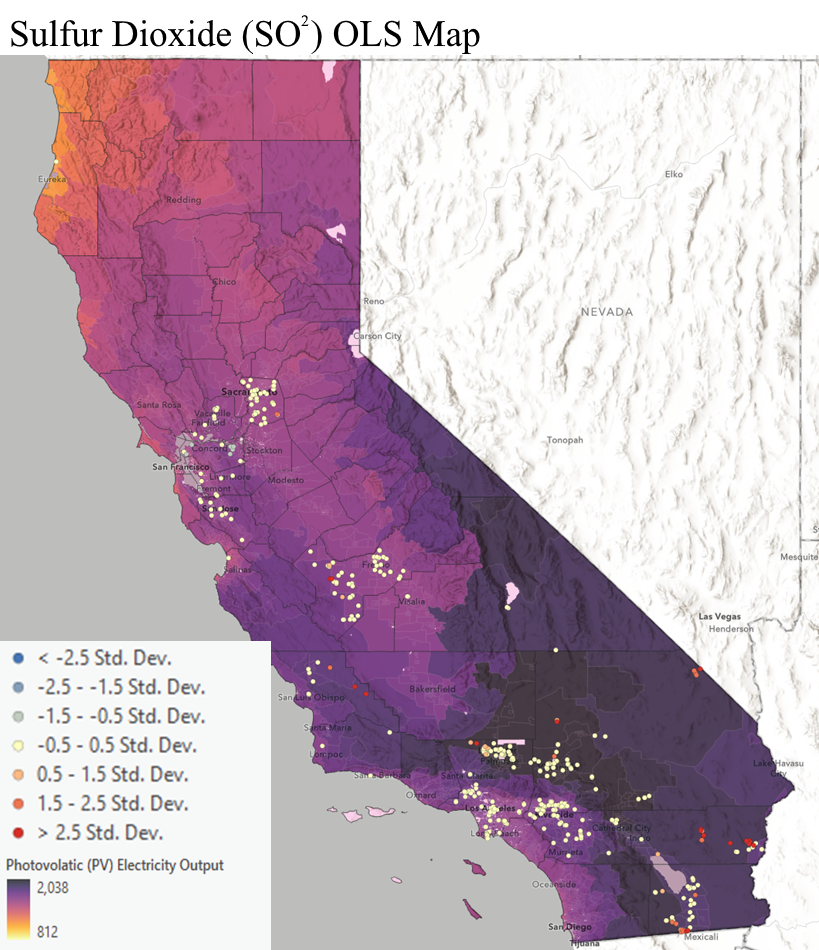 Sulfur Dioxide (SO²) OLS Map
Elko
Eureka
Redding
Chico
Reno
NEVADA
Carson City
Sacramento
Santa Rosa
Vacaville
Fairfield
Tonopah
Concord
Stockton
San Francisco
Livermore
Modesto
Fremont
San Jose
Mesquite
Salinas
Fresno
Visalia
Las Vegas
Henderson
< -2.5 Std. Dev.
-2.5 - -1.5 Std. Dev.
-1.5 - -0.5 Std. Dev.
-0.5 - 0.5 Std. Dev.
0.5 - 1.5 Std. Dev.
1.5 - 2.5 Std. Dev.
> 2.5 Std. Dev.
Photovolatic (PV) Electricity Output
2,038
812
Bakersfield
San Luis Obispo
Santa Maria
Lompoc
Santa Barbara
Santa Clarita
Lake Havasu
City
Oxnard
Los Angeles
Long Beach
Cathedral City
Murrieta
Oceanside
San Diego
Mexicali
Tijuana